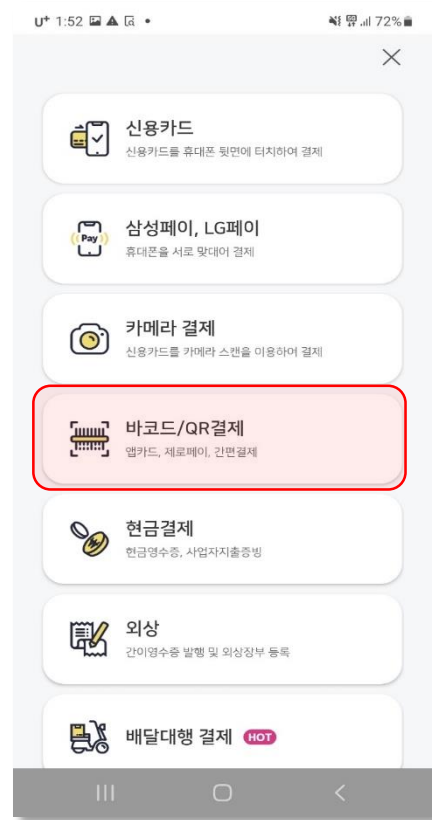 U⁺ 1:52 72%
신용카드
신용카드를 휴대폰 뒷면에 터치하여 결제
Pay
삼성페이, LG페이
휴대폰을 서로 맞대어 결제
카메라 결제
신용카드를 카메라 스캔을 이용하여 결제
바코드/QR결제
앱카드, 제로페이, 간편결제
현금결제
현금영수증, 사업자지출증빙
외상
간이영수증 발행 및 외상장부 등록
배달대행 결제 HOT